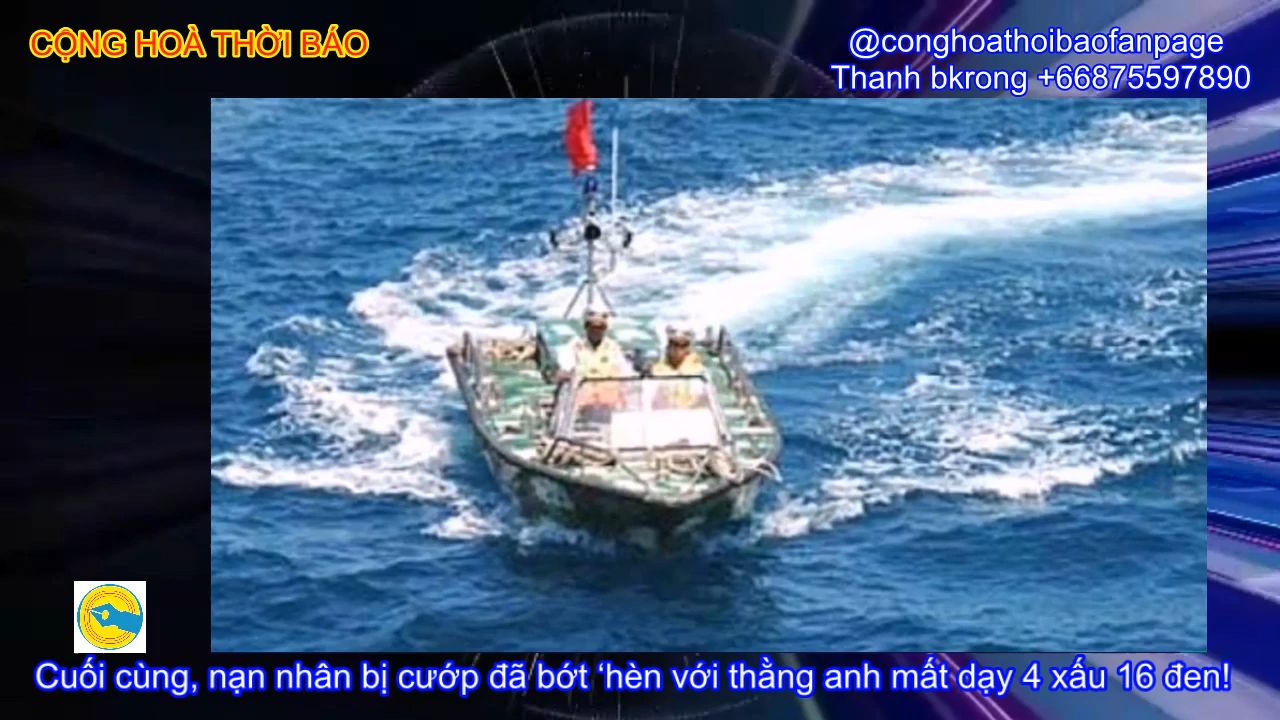 CỘNG HOÀ THỜI BÁO
@conghoathoibaofanpage
Thanh bkrong +66875597890
Cuối cùng, nạn nhân bị cướp đã bớt ‘hèn với thằng anh mất dạy 4 xấu 16 đen!